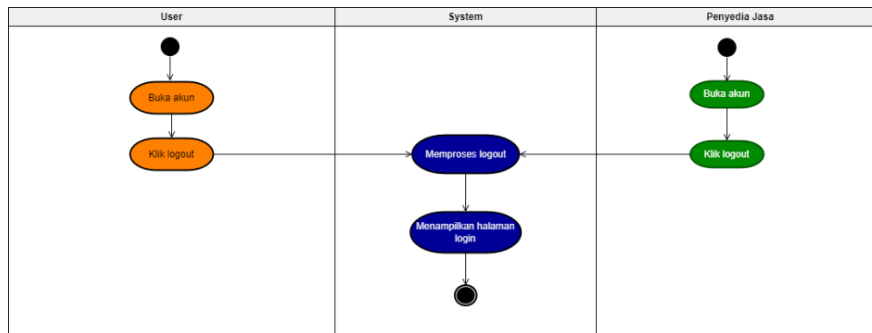 User
System
Penyedia Jasa
Buka akun
Buka akun
Klik logout
Memproses logout
Klik logout
Menampilkan halaman
login